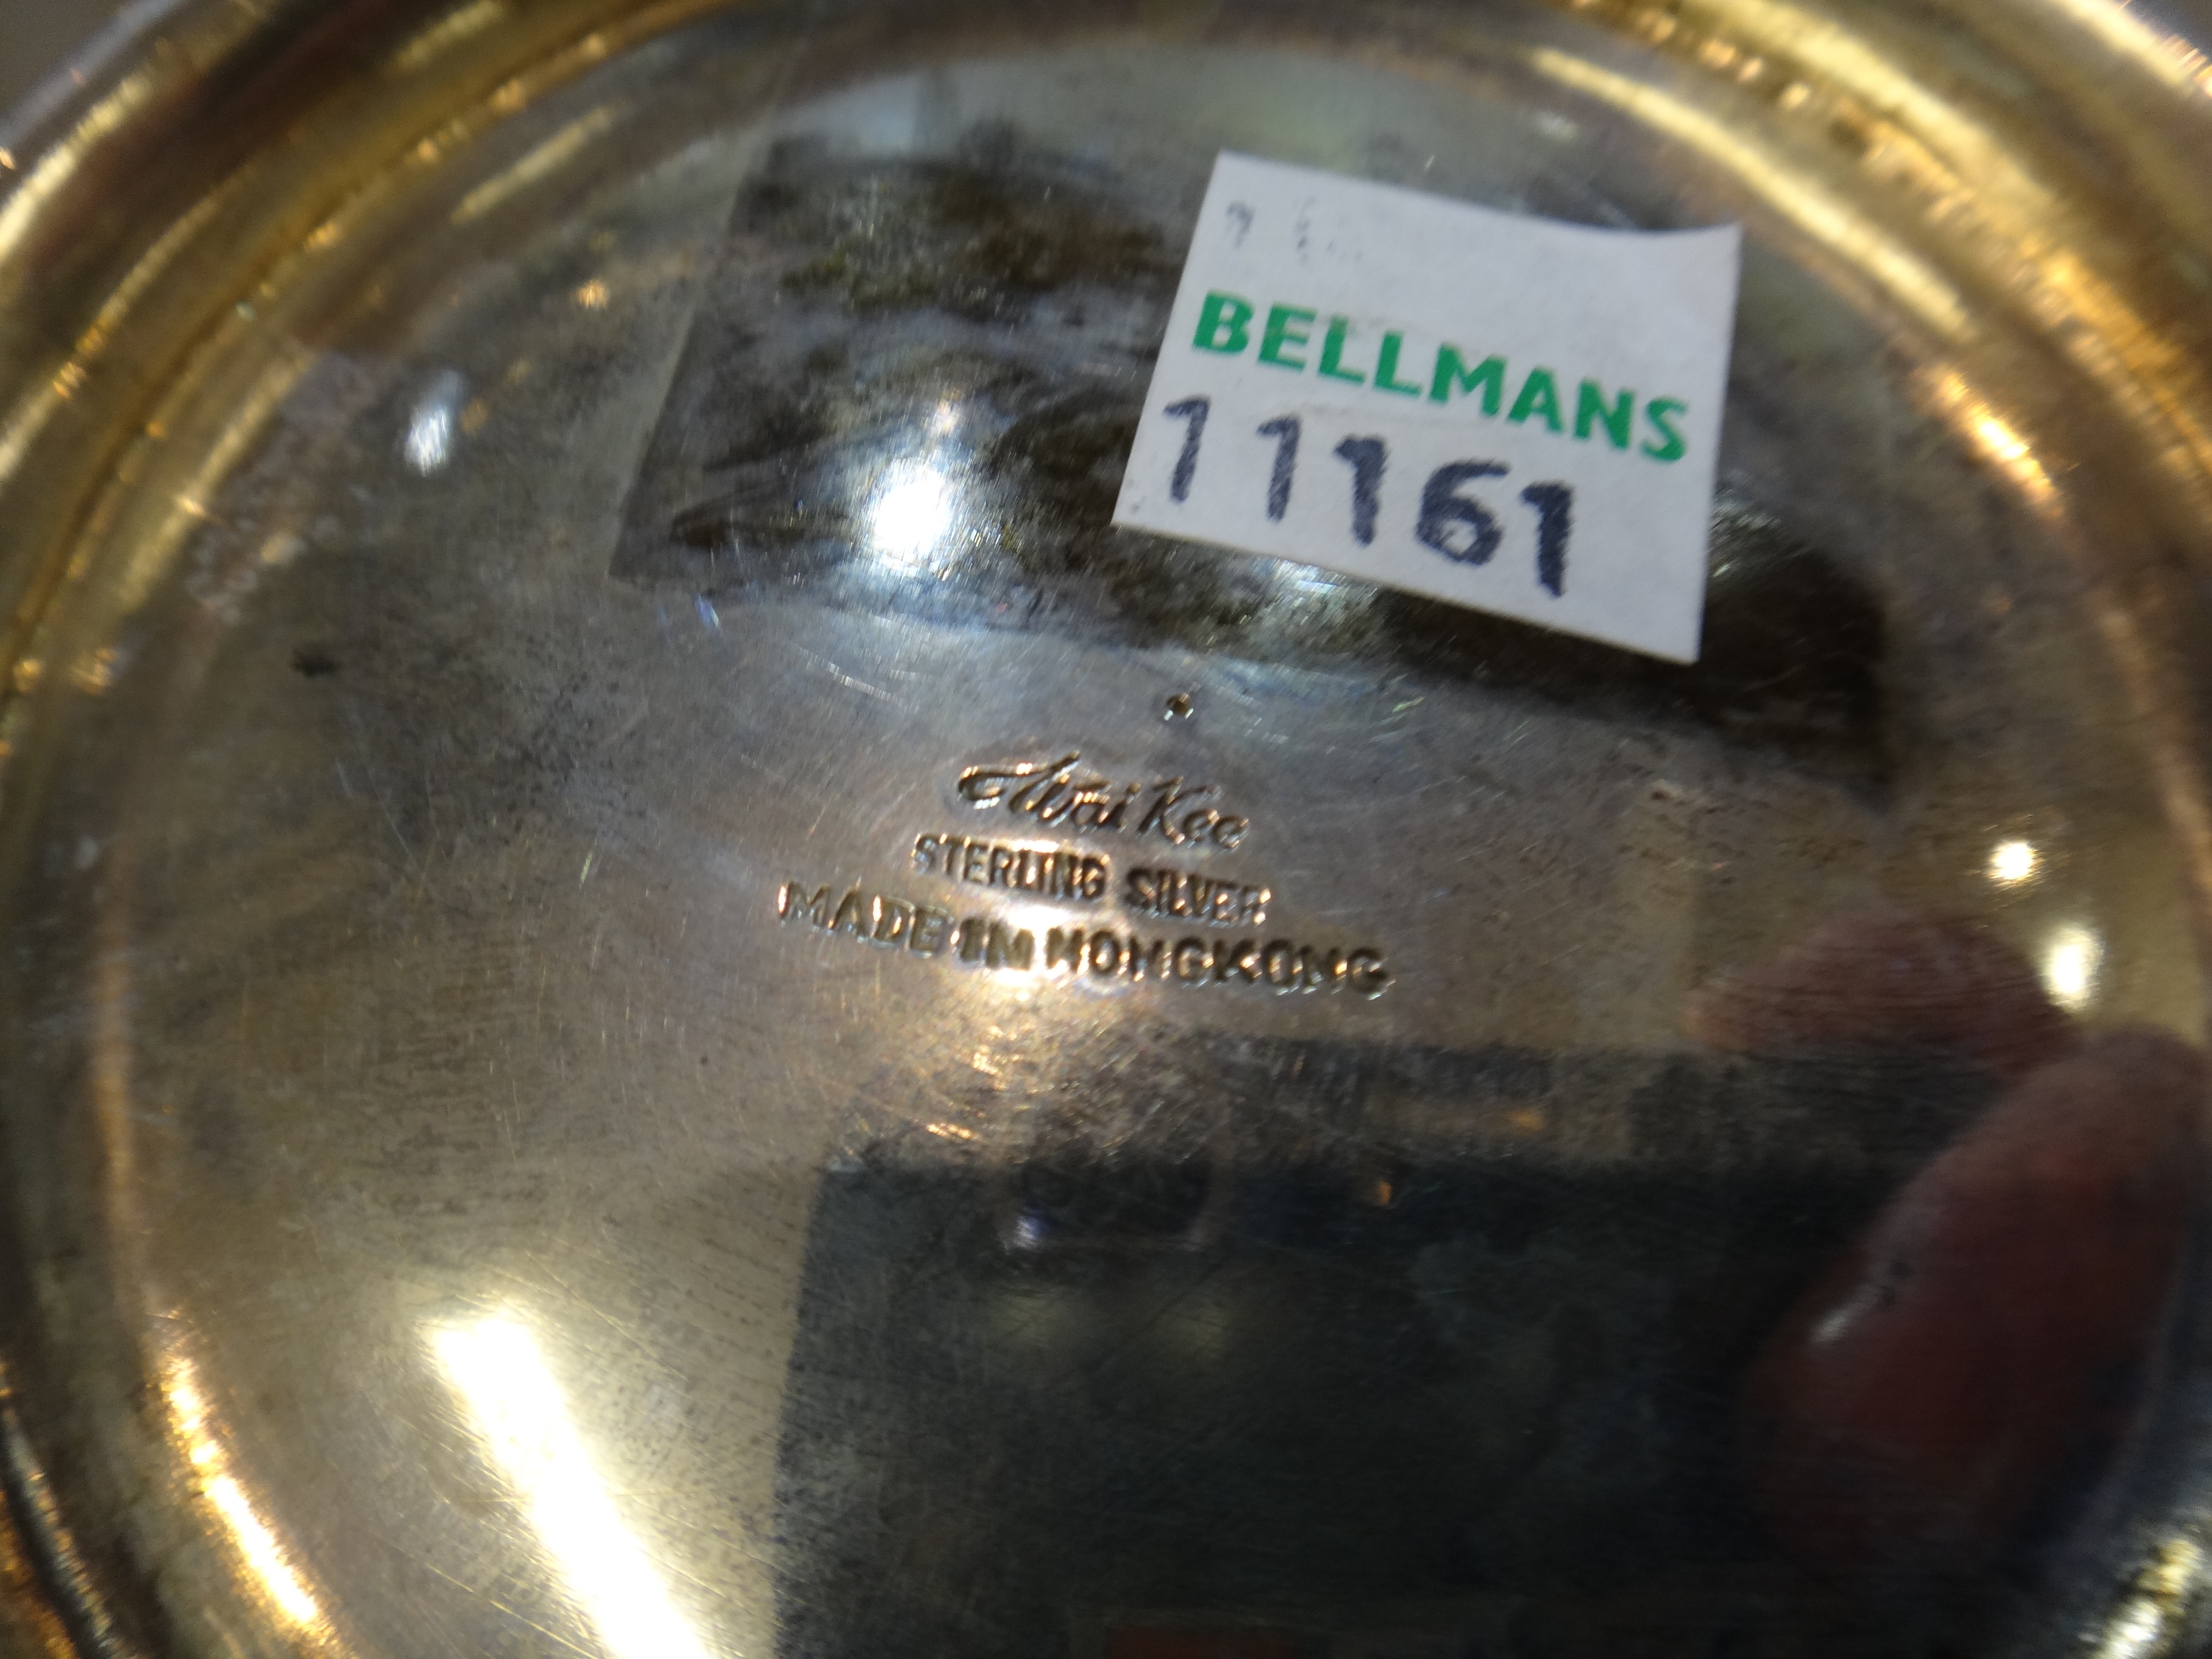 BELLMANS
11161
Wai Kee
STERLING SILVER
MADE IN HONGKONG